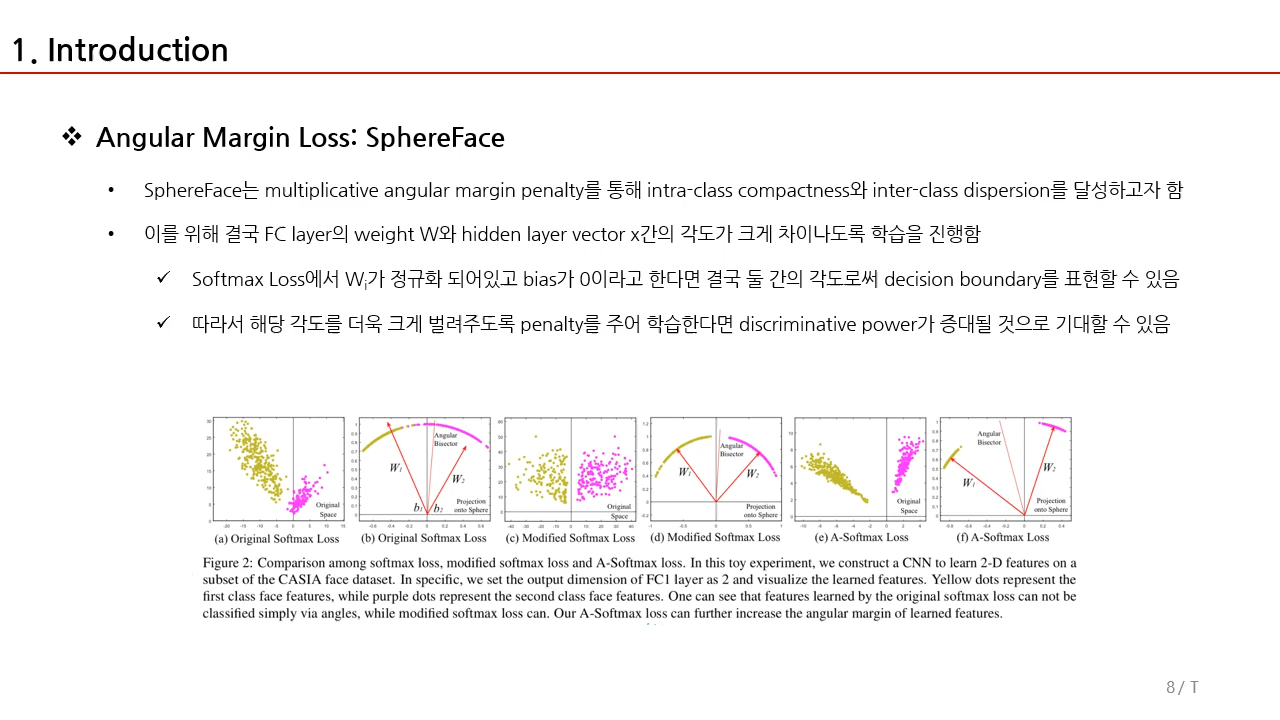 1. Introduction
❖ Angular Margin Loss: SphereFace
• SphereFace는 multiplicative angular margin penalty를 통해 intra-class compactness와 inter-class dispersion를 달성하고자 함
• 이를 위해 결국 FC layer의 weight W와 hidden layer vector x간의 각도가 크게 차이나도록 학습을 진행함
✓ Softmax Loss에서 Wi가 정규화 되어있고 bias가 0이라고 한다면 결국 둘 간의 각도로써 decision boundary를 표현할 수 있음
✓ 따라서 해당 각도를 더욱 크게 벌려주도록 penalty를 주어 학습한다면 discriminative power가 증대될 것으로 기대할 수 있음
Original
Space
Angular
Bisector
W1
W2
b1
b2
Projection
onto Sphere
Original
Space
Angular
Bisector
W1
W2
Projection
onto Sphere
Original
Space
Angular
Bisector
W1
W2
Projection
onto Sphere
(a) Original Softmax Loss
(b) Original Softmax Loss
(c) Modified Softmax Loss
(d) Modified Softmax Loss
(e) A-Softmax Loss
(f) A-Softmax Loss
Figure 2: Comparison among softmax loss, modified softmax loss and A-Softmax loss. In this toy experiment, we construct a CNN to learn 2-D features on a
subset of the CASIA face dataset. In specific, we set the output dimension of FC1 layer as 2 and visualize the learned features. Yellow dots represent the
first class face features, while purple dots represent the second class face features. One can see that features learned by the original softmax loss can not be
classified simply via angles, while modified softmax loss can. Our A-Softmax loss can further increase the angular margin of learned features.
8 / T